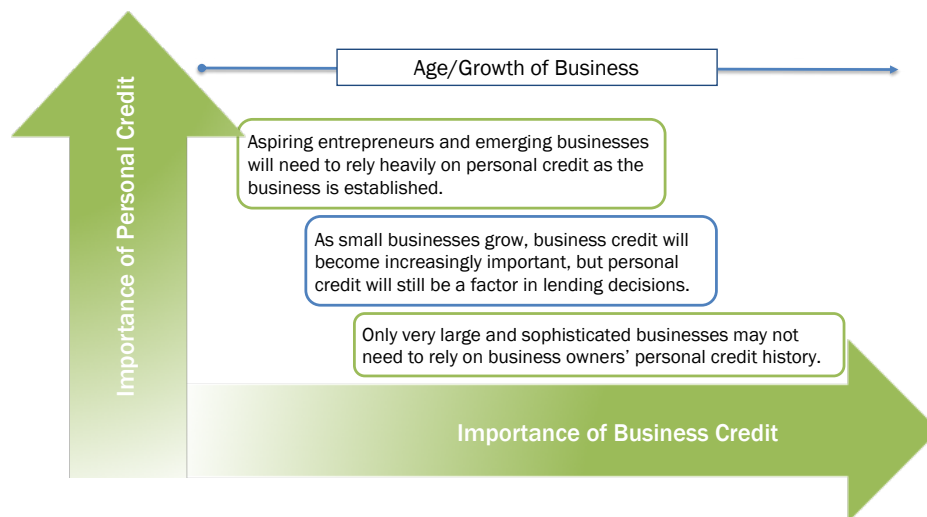 Age/Growth of Business
Importance of Personal Credit
Aspiring entrepreneurs and emerging businesses
will need to rely heavily on personal credit as the
business is established.
As small businesses grow, business credit will
become increasingly important, but personal
credit will still be a factor in lending decisions.
Only very large and sophisticated businesses may not
need to rely on business owners’ personal credit history.
Importance of Business Credit